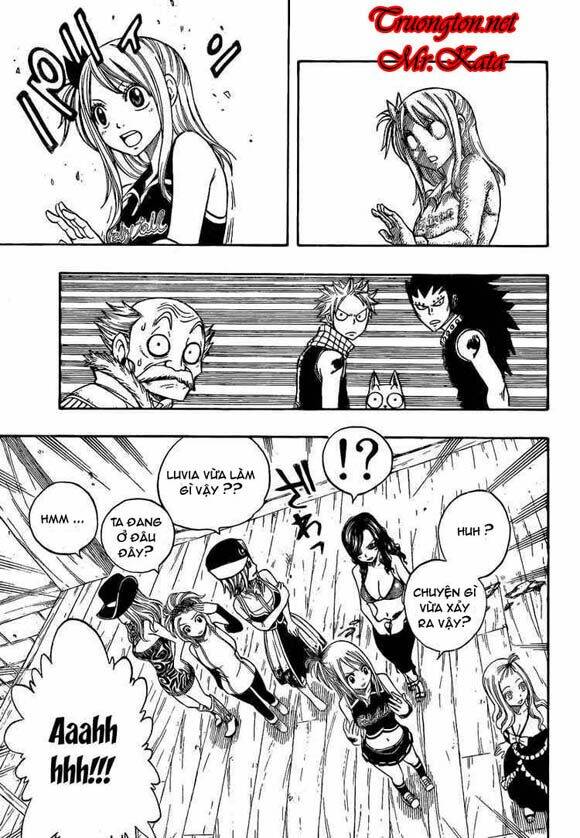 Truongton.net
Mr.Kata
!?
LUVIA VỪA LÀM
GÌ VẬY ??
HMM ...
TA ĐANG
Ở ĐÂU
ĐÂY?
HUH ?
CHUYỆN GÌ
VỪA XẢY
RA VẬY?
Aaahh
hhh!!!